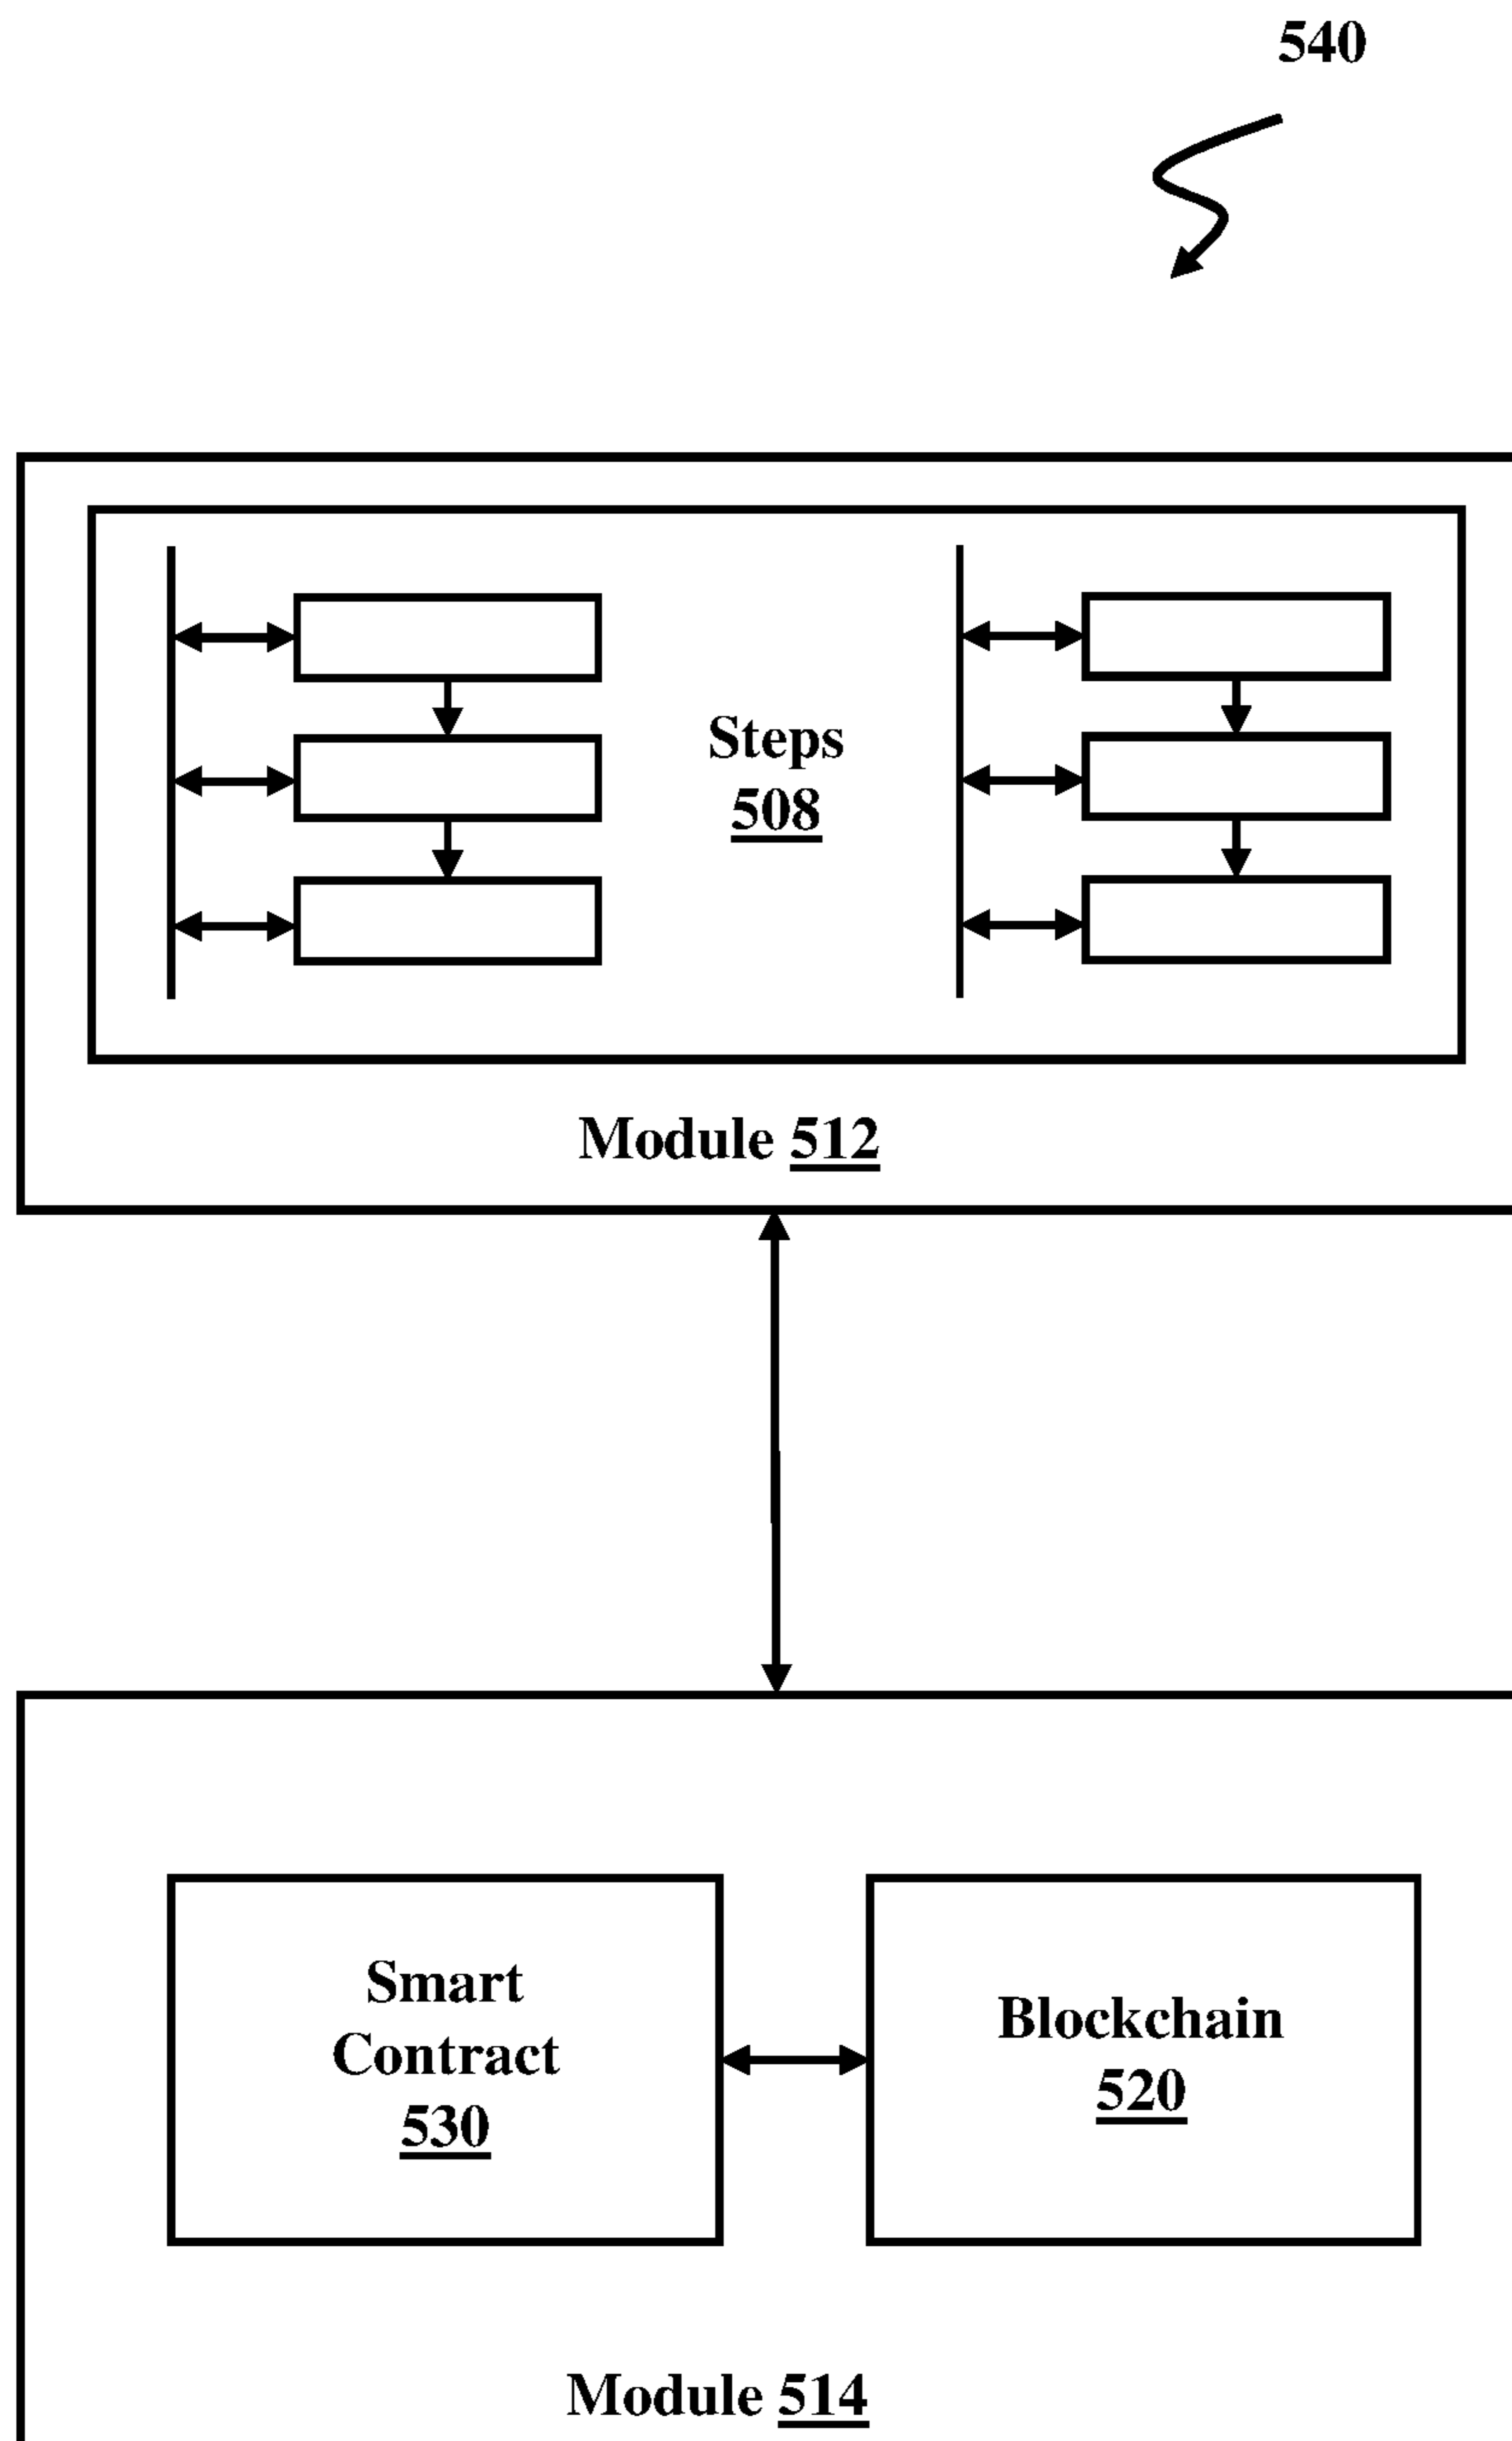 540
Steps
508
Module 512
Smart
Contract
530
Blockchain
520
Module 514